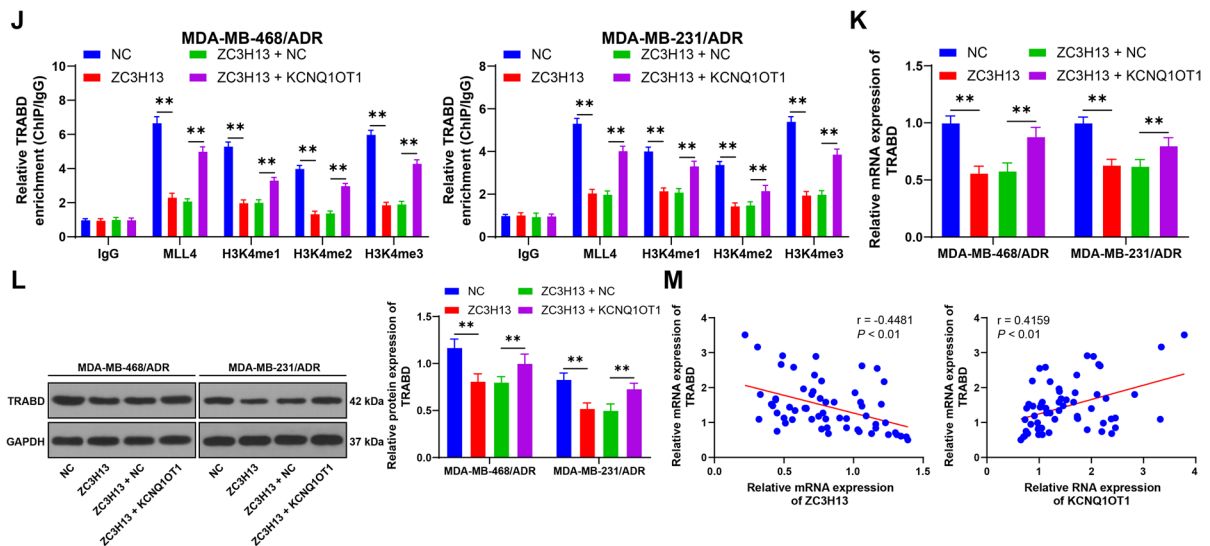 J
MDA-MB-468/ADR
NC
ZC3H13 + NC
ZC3H13
ZC3H13 + KCNQ1OT1
Relative TRABD
enrichment (ChIP/IgG)
10
8
6
4
2
0
**
**
**
**
**
**
**
**
IgG
MLL4
H3K4me1
H3K4me2
H3K4me3
MDA-MB-231/ADR
NC
ZC3H13 + NC
ZC3H13
ZC3H13 + KCNQ1OT1
Relative TRABD
enrichment (ChIP/IgG)
8
6
4
2
0
**
**
**
**
**
**
**
**
IgG
MLL4
H3K4me1
H3K4me2
H3K4me3
K
NC
ZC3H13 + NC
ZC3H13
ZC3H13 + KCNQ1OT1
Relative mRNA expression of
TRABD
1.5
1.0
0.5
0.0
**
**
**
**
MDA-MB-468/ADR
MDA-MB-231/ADR
L
MDA-MB-468/ADR
MDA-MB-231/ADR
TRABD
42 kDa
GAPDH
37 kDa
NC
ZC3H13
ZC3H13 + NC
ZC3H13 + KCNQ1OT1
NC
ZC3H13
ZC3H13 + NC
ZC3H13 + KCNQ1OT1
NC
ZC3H13 + NC
ZC3H13
ZC3H13 + KCNQ1OT1
Relative protein expression of
TRABD
1.5
1.0
0.5
0.0
**
**
**
**
MDA-MB-468/ADR
MDA-MB-231/ADR
M
r = -0.4481
P < 0.01
Relative mRNA expression of
TRABD
4
3
2
1
0
0.0
0.5
1.0
1.5
Relative mRNA expression
of ZC3H13
r = 0.4159
P < 0.01
Relative mRNA expression of
TRABD
4
3
2
1
0
0
1
2
3
4
Relative RNA expression
of KCNQ1OT1